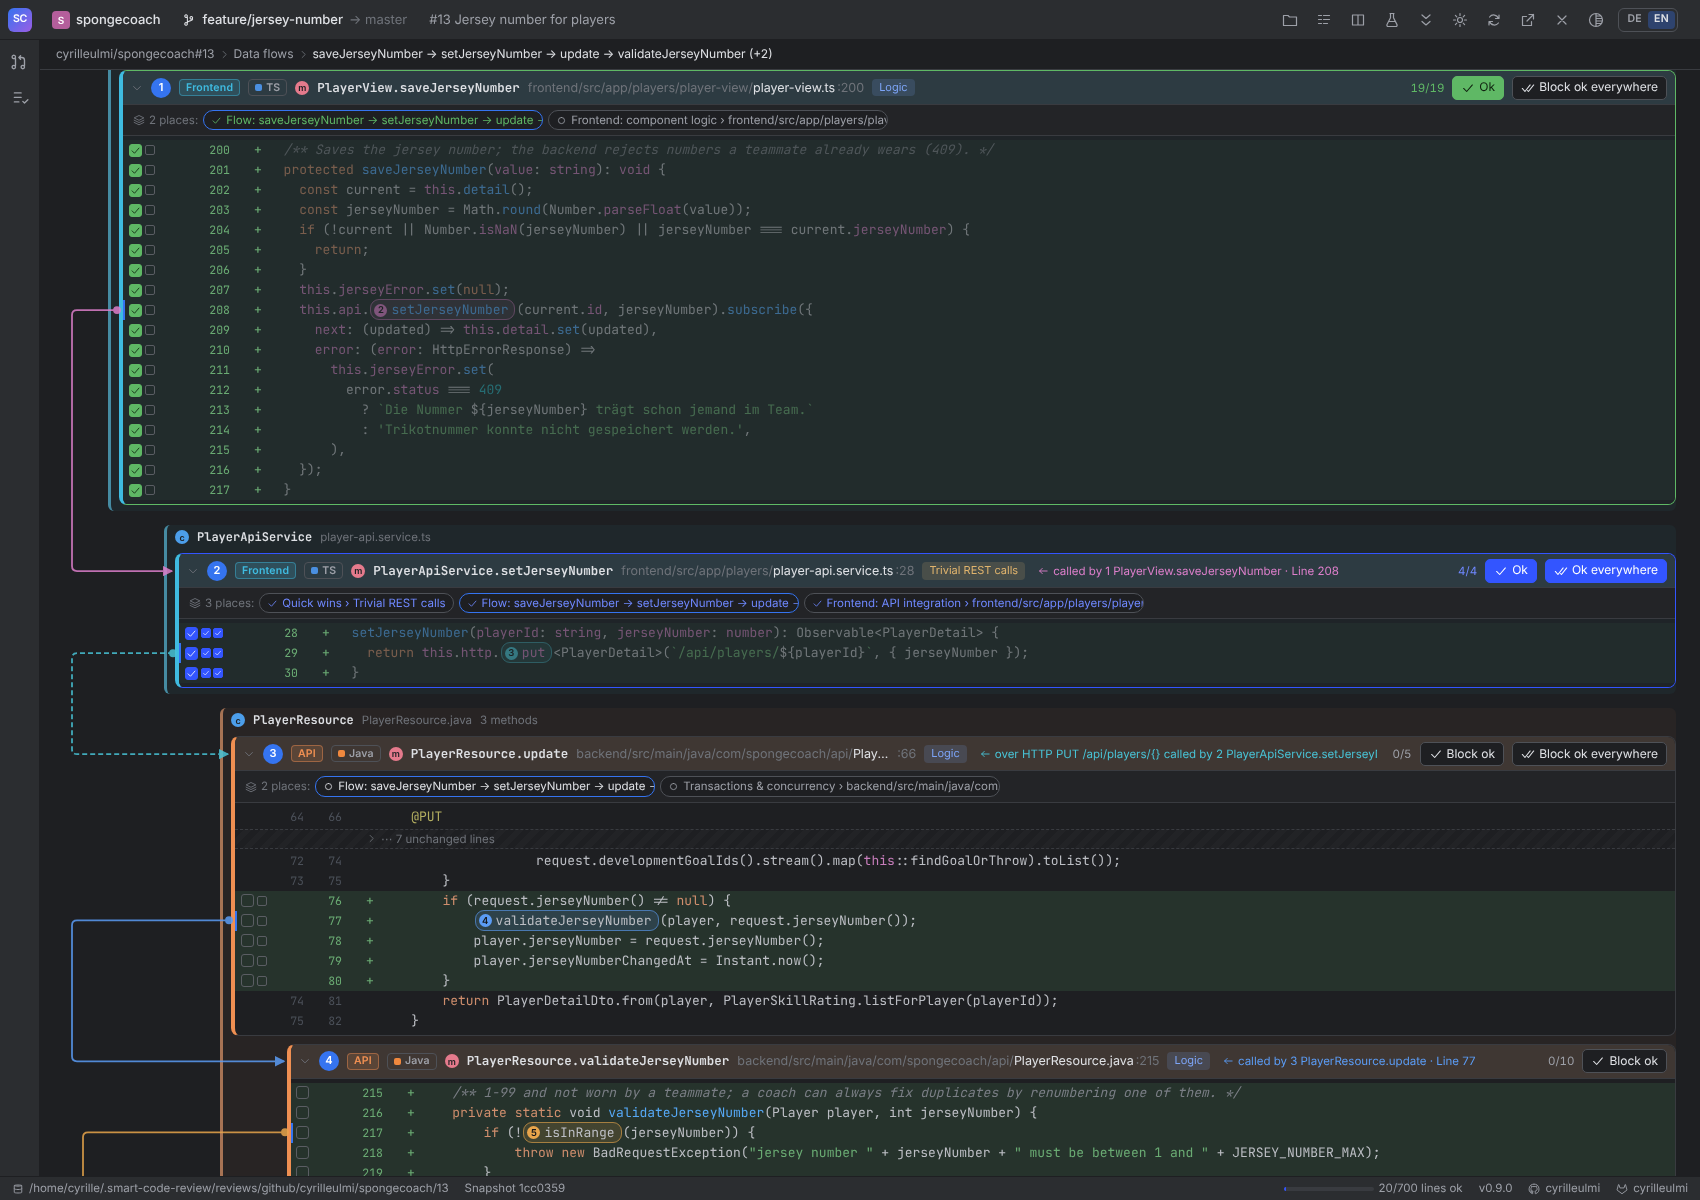 SC S spongecoach feature/jersey-number → master #13 Jersey number for players DE EN
cyrilleulmi/spongecoach#13 › Data flows › saveJerseyNumber → setJerseyNumber → update → validateJerseyNumber (+2)
1 Frontend TS m PlayerView.saveJerseyNumber frontend/src/app/players/player-view/player-view.ts:200 Logic 19/19 Ok Block ok everywhere
2 places: Flow: saveJerseyNumber → setJerseyNumber → update Frontend: component logic › frontend/src/app/players/play
200 + /** Saves the jersey number; the backend rejects numbers a teammate already wears (409). */
201 + protected saveJerseyNumber(value: string): void {
202 + const current = this.detail();
203 + const jerseyNumber = Math.round(Number.parseFloat(value));
204 + if (!current || Number.isNaN(jerseyNumber) || jerseyNumber === current.jerseyNumber) {
205 + return;
206 + }
207 + this.jerseyError.set(null);
208 + this.api. 2 setJerseyNumber (current.id, jerseyNumber).subscribe({
209 + next: (updated) => this.detail.set(updated),
210 + error: (error: HttpErrorResponse) =>
211 + this.jerseyError.set(
212 + error.status === 409
213 + ? `Die Nummer ${jerseyNumber} trägt schon jemand im Team.`
214 + : 'Trikotnummer konnte nicht gespeichert werden.',
215 + ),
216 + });
217 + }
c PlayerApiService player-api.service.ts
2 Frontend TS m PlayerApiService.setJerseyNumber frontend/src/app/players/player-api.service.ts:28 Trivial REST calls ← called by 1 PlayerView.saveJerseyNumber · Line 208 4/4 Ok Ok everywhere
3 places: Quick wins › Trivial REST calls Flow: saveJerseyNumber → setJerseyNumber → update Frontend: API integration › frontend/src/app/players/player
28 + setJerseyNumber(playerId: string, jerseyNumber: number): Observable<PlayerDetail> {
29 + return this.http. 3 put <PlayerDetail>(`/api/players/${playerId}`, { jerseyNumber });
30 + }
c PlayerResource PlayerResource.java 3 methods
3 API Java m PlayerResource.update backend/src/main/java/com/spongecoach/api/Play... :66 Logic ← over HTTP PUT /api/players/{} called by 2 PlayerApiService.setJerseyI 0/5 Block ok Block ok everywhere
2 places: Flow: saveJerseyNumber → setJerseyNumber → update Transactions & concurrency › backend/src/main/java/com
64 66 @PUT
› ··· 7 unchanged lines
72 74 request.developmentGoalIds().stream().map(this::findGoalOrThrow).toList());
73 75 }
76 + if (request.jerseyNumber() != null) {
77 + 4 validateJerseyNumber (player, request.jerseyNumber());
78 + player.jerseyNumber = request.jerseyNumber();
79 + player.jerseyNumberChangedAt = Instant.now();
80 + }
74 81 return PlayerDetailDto.from(player, PlayerSkillRating.listForPlayer(playerId));
75 82 }
4 API Java m PlayerResource.validateJerseyNumber backend/src/main/java/com/spongecoach/api/PlayerResource.java:215 Logic ← called by 3 PlayerResource.update · Line 77 0/10 Block ok
215 + /** 1-99 and not worn by a teammate; a coach can always fix duplicates by renumbering one of them. */
216 + private static void validateJerseyNumber(Player player, int jerseyNumber) {
217 + if (! 5 isInRange (jerseyNumber)) {
218 + throw new BadRequestException("jersey number " + jerseyNumber + " must be between 1 and " + JERSEY_NUMBER_MAX);
219 + }
/home/cyrille/.smart-code-review/reviews/github/cyrilleulmi/spongecoach/13 Snapshot 1cc0359 20/700 lines ok v0.9.0 cyrilleulmi cyrilleulmi